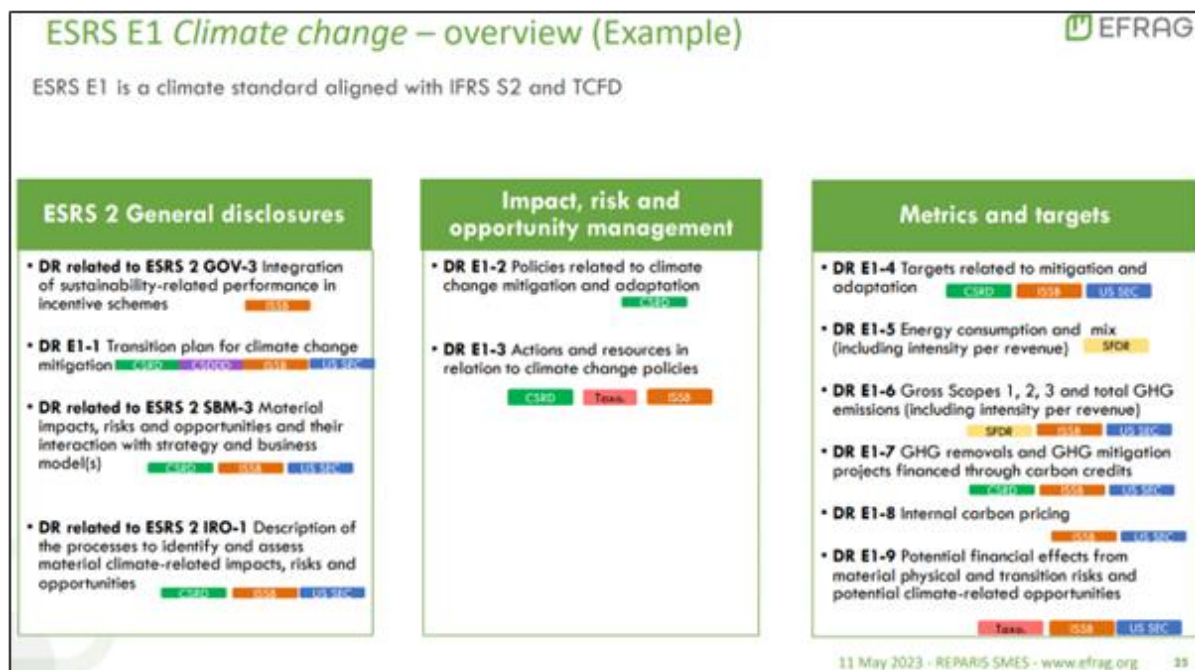 ESRS E1 Climate change – overview (Example)
EFRAG
ESRS E1 is a climate standard aligned with IFRS S2 and TCFD
ESRS 2 General disclosures
• DR related to ESRS 2 GOV-3 Integration
of sustainability-related performance in
incentive schemes
ISSB
• DR E1-1 Transition plan for climate change
mitigation CSRD CSDDD ISSB US SEC
• DR related to ESRS 2 SBM-3 Material
impacts, risks and opportunities and their
interaction with strategy and business
model(s)
CSRD ISSB US SEC
• DR related to ESRS 2 IRO-1 Description of
the processes to identify and assess
material climate-related impacts, risks and
opportunities
CSRD ISSB US SEC
Impact, risk and
opportunity management
• DR E1-2 Policies related to climate
change mitigation and adaptation
CSRD
• DR E1-3 Actions and resources in
relation to climate change policies
CSRD Taxo. ISSB
Metrics and targets
• DR E1-4 Targets related to mitigation and
adaptation CSRD ISSB US SEC
• DR E1-5 Energy consumption and mix
(including intensity per revenue) SFDR
• DR E1-6 Gross Scopes 1, 2, 3 and total GHG
emissions (including intensity per revenue)
SFDR ISSB US SEC
• DR E1-7 GHG removals and GHG mitigation
projects financed through carbon credits
CSRD ISSB US SEC
• DR E1-8 Internal carbon pricing
ISSB US SEC
• DR E1-9 Potential financial effects from
material physical and transition risks and
potential climate-related opportunities
Taxo. ISSB US SEC
11 May 2023 - REPARIS SMES - www.efrag.org